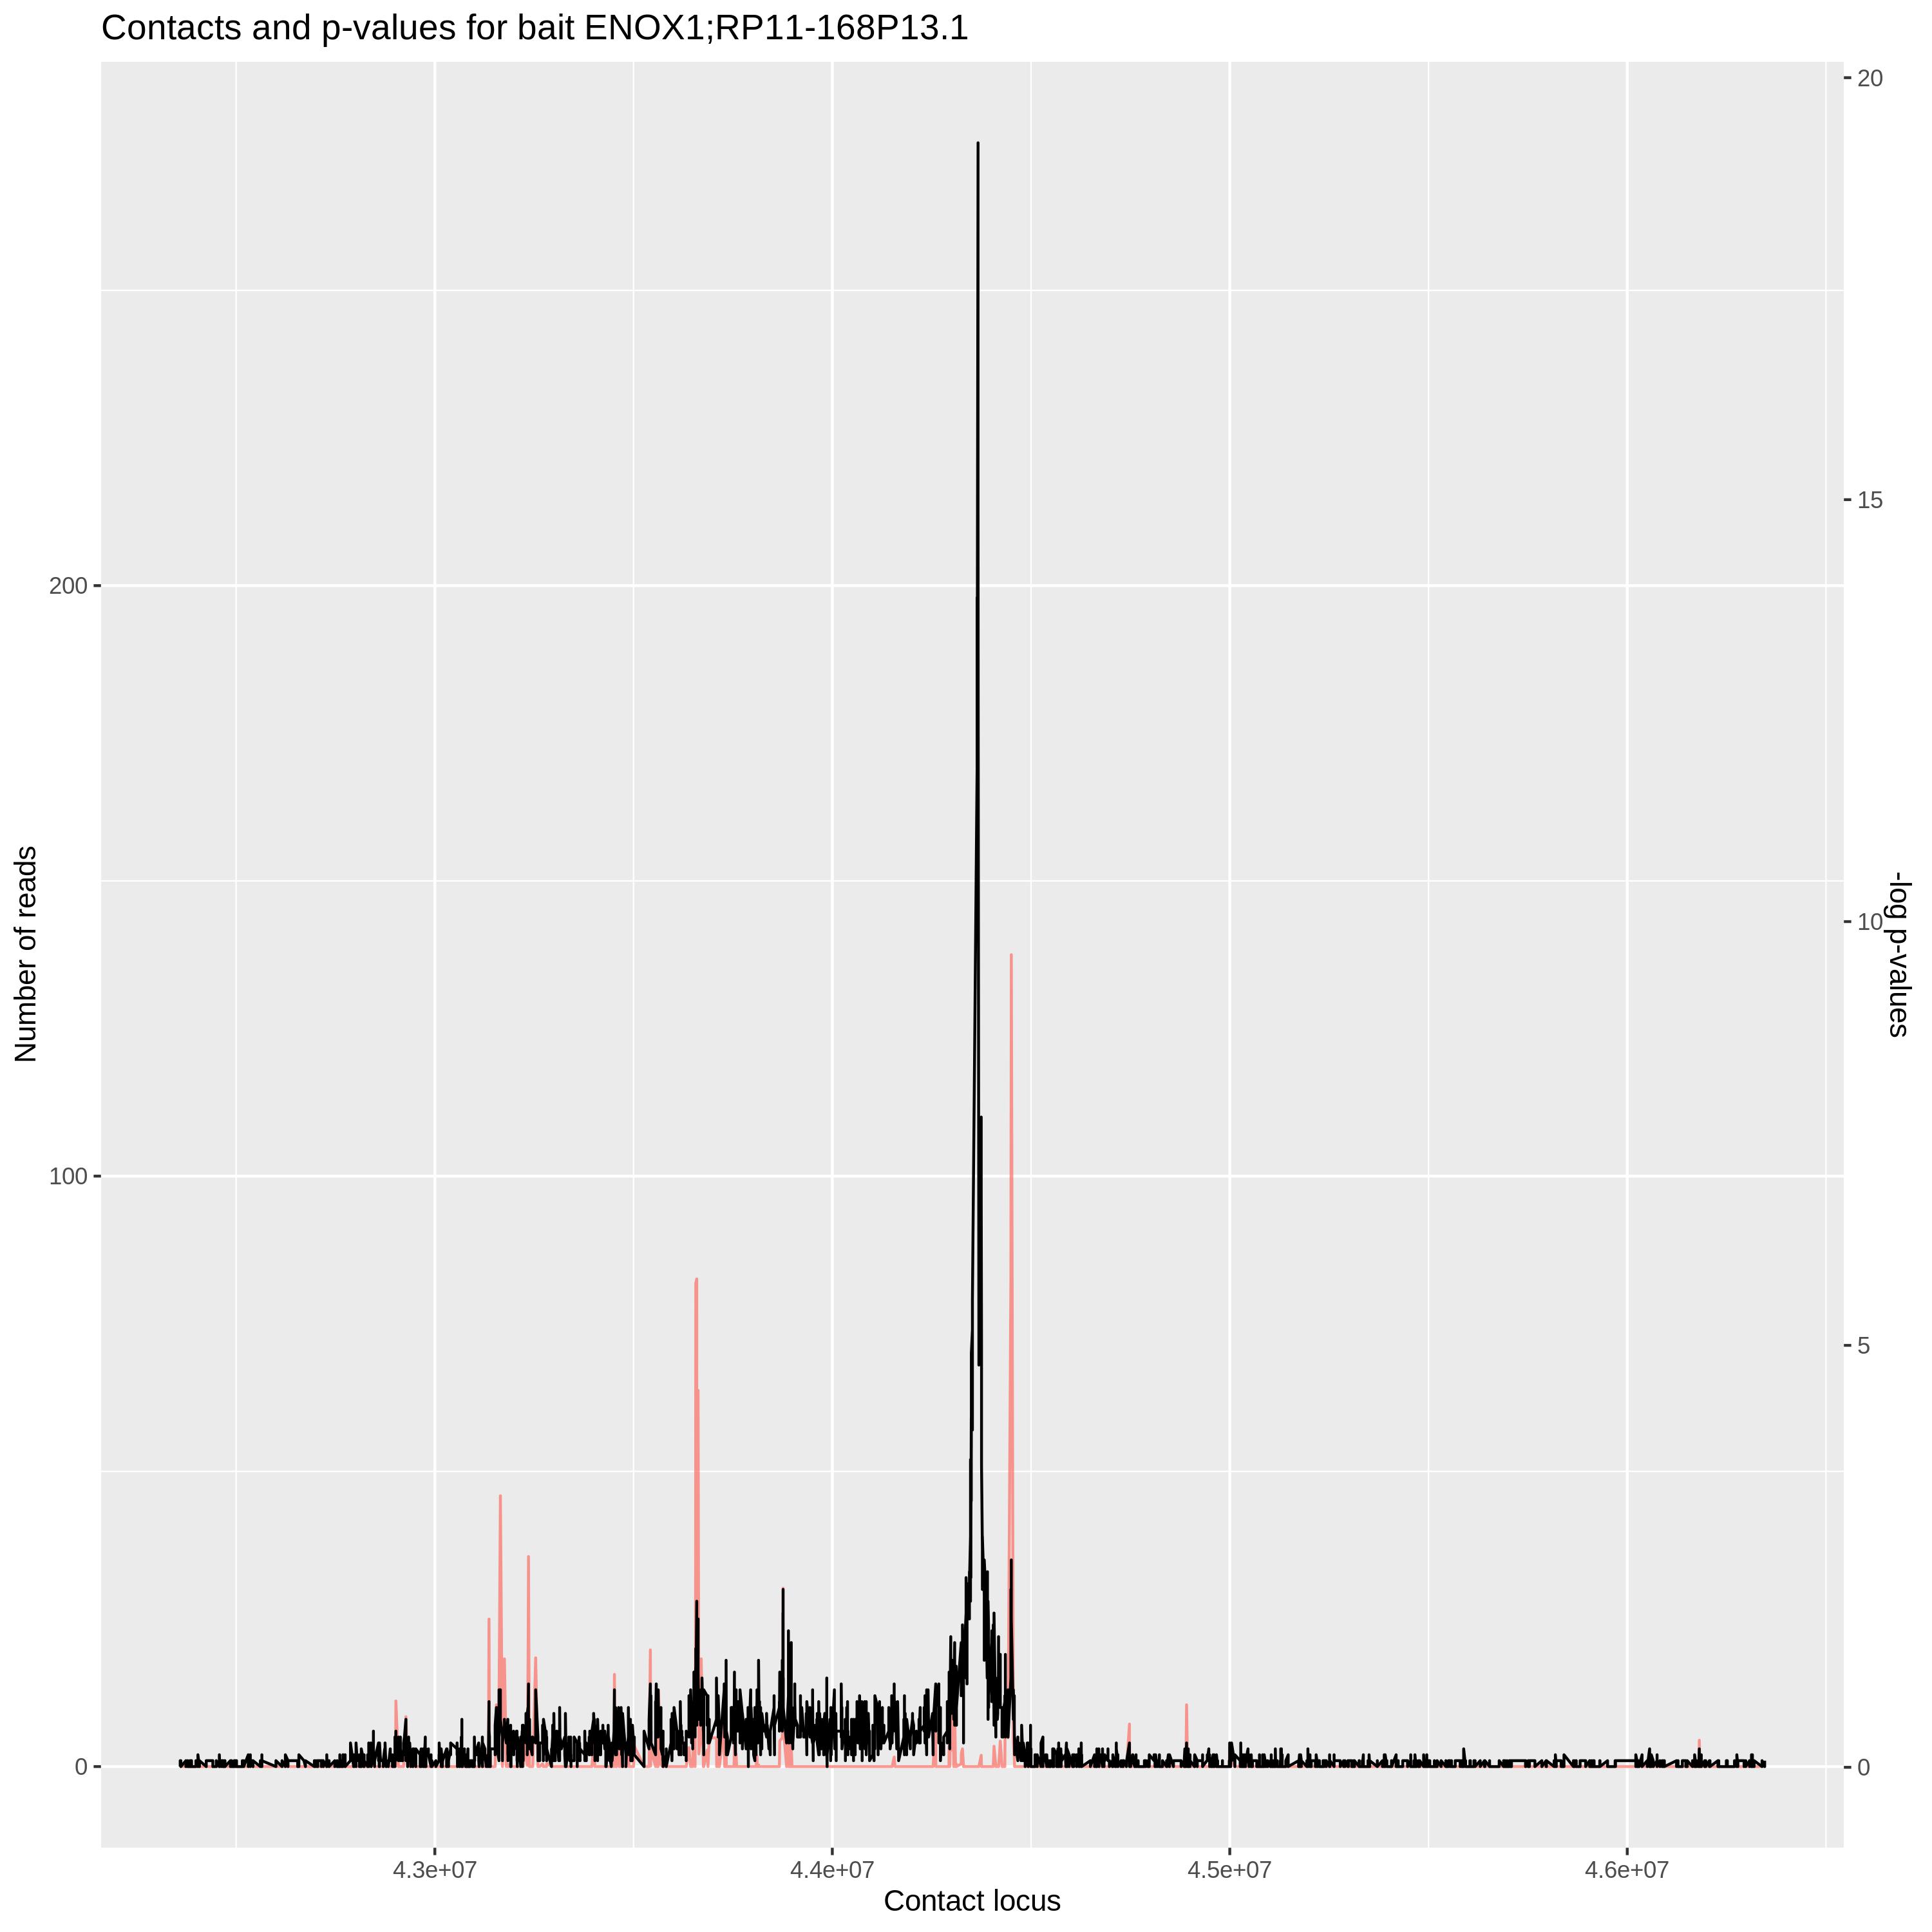 Contacts and p-values for bait ENOX1;RP11-168P13.1
20
15
200
10
Number of reads
-log p-values
100
5
0
0
4.3e+07
4.4e+07
4.5e+07
4.6e+07
Contact locus